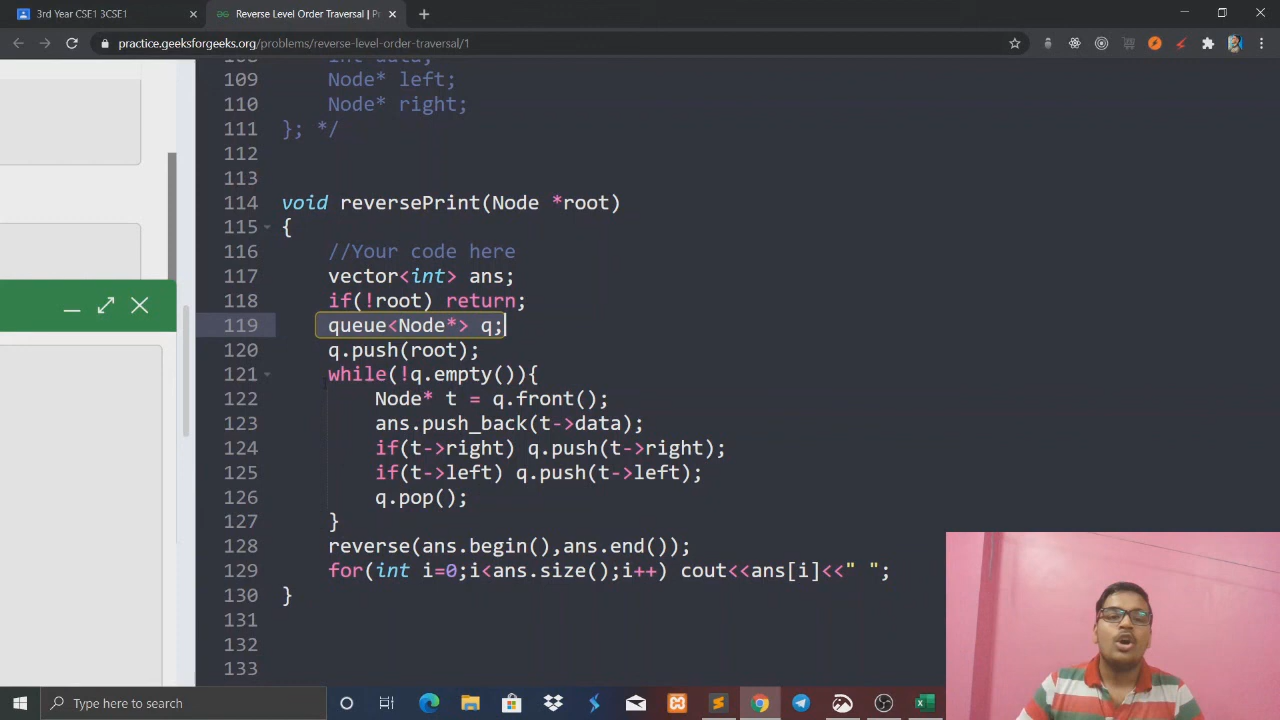 3rd Year CSE1 3CSE1
Reverse Level Order Traversal | P
practice.geeksforgeeks.org/problems/reverse-level-order-traversal/1
108 int data;
109 Node* left;
110 Node* right;
111 }; */
112
113
114 void reversePrint(Node *root)
115 {
116 //Your code here
117 vector<int> ans;
118 if(!root) return;
119 queue<Node*> q;
120 q.push(root);
121 while(!q.empty()){
122 Node* t = q.front();
123 ans.push_back(t->data);
124 if(t->right) q.push(t->right);
125 if(t->left) q.push(t->left);
126 q.pop();
127 }
128 reverse(ans.begin(),ans.end());
129 for(int i=0;i<ans.size();i++) cout<<ans[i]<<" ";
130 }
131
132
133
Type here to search